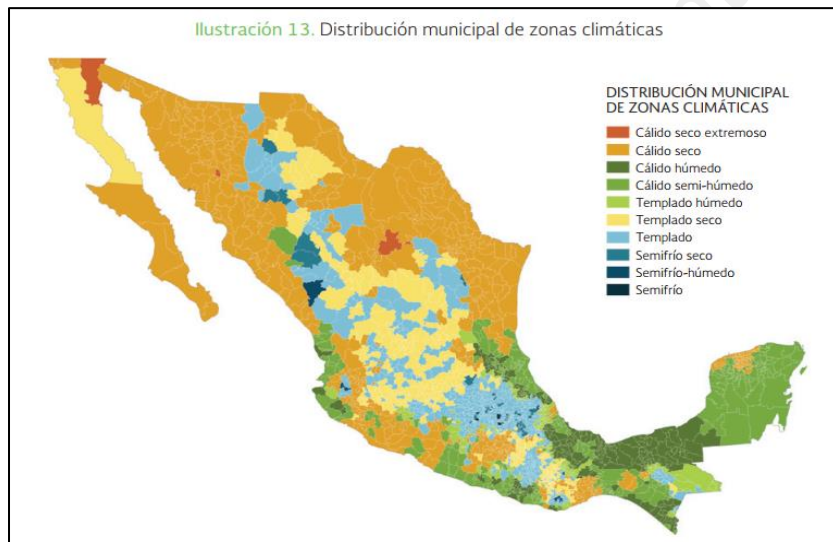 Ilustración 13. Distribución municipal de zonas climáticas
DISTRIBUCIÓN MUNICIPAL
DE ZONAS CLIMÁTICAS
Cálido seco extremoso
Cálido seco
Cálido húmedo
Cálido semi-húmedo
Templado húmedo
Templado seco
Templado
Semifrío seco
Semifrío-húmedo
Semifrío